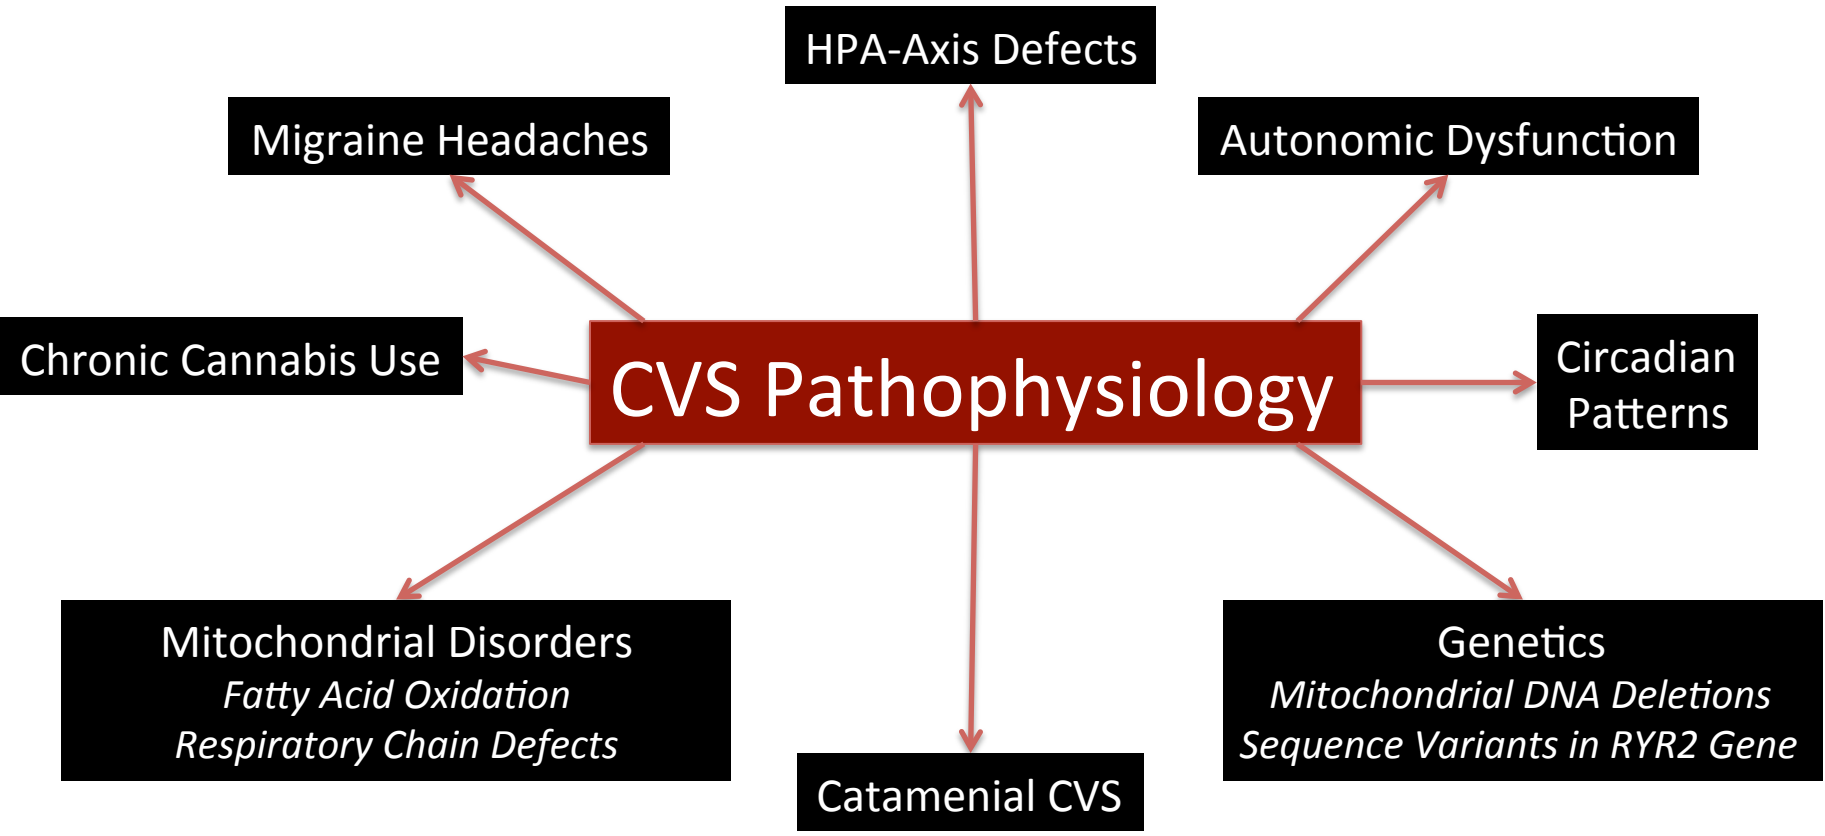 HPA-Axis Defects
Migraine Headaches
Autonomic Dysfunction
Chronic Cannabis Use
CVS Pathophysiology
Circadian
Patterns
Mitochondrial Disorders
Fatty Acid Oxidation
Respiratory Chain Defects
Genetics
Mitochondrial DNA Deletions
Sequence Variants in RYR2 Gene
Catamenial CVS